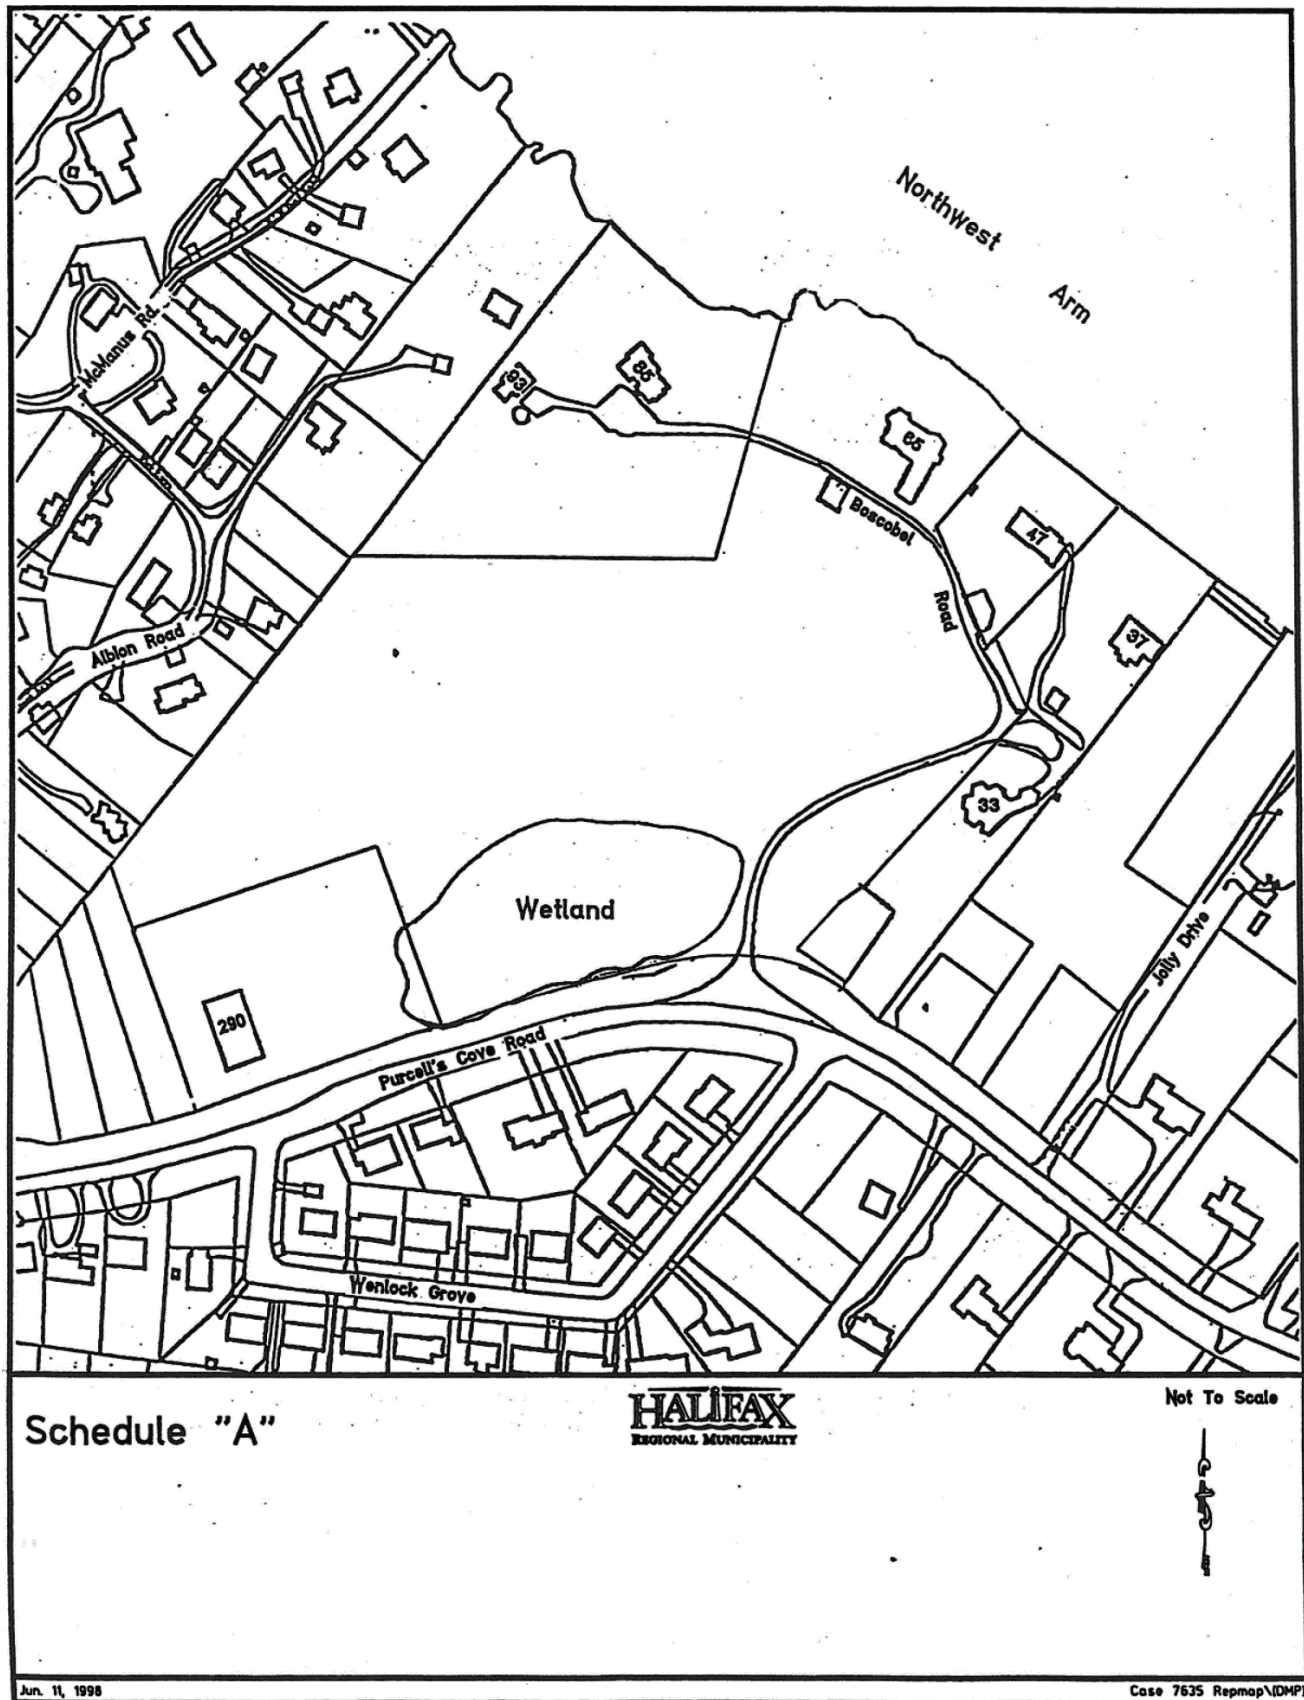 Northwest
Arm
McManus Rd.
93
85
65
Boscobel
Road
47
37
33
Albion Road
Wetland
290
Purcell's Cove Road
Jolly Drive
Wenlock Grove
Schedule "A"
HALIFAX
REGIONAL MUNICIPALITY
Not To Scale
Jun. 11, 1998
Case 7635 Repmap\(DMP)